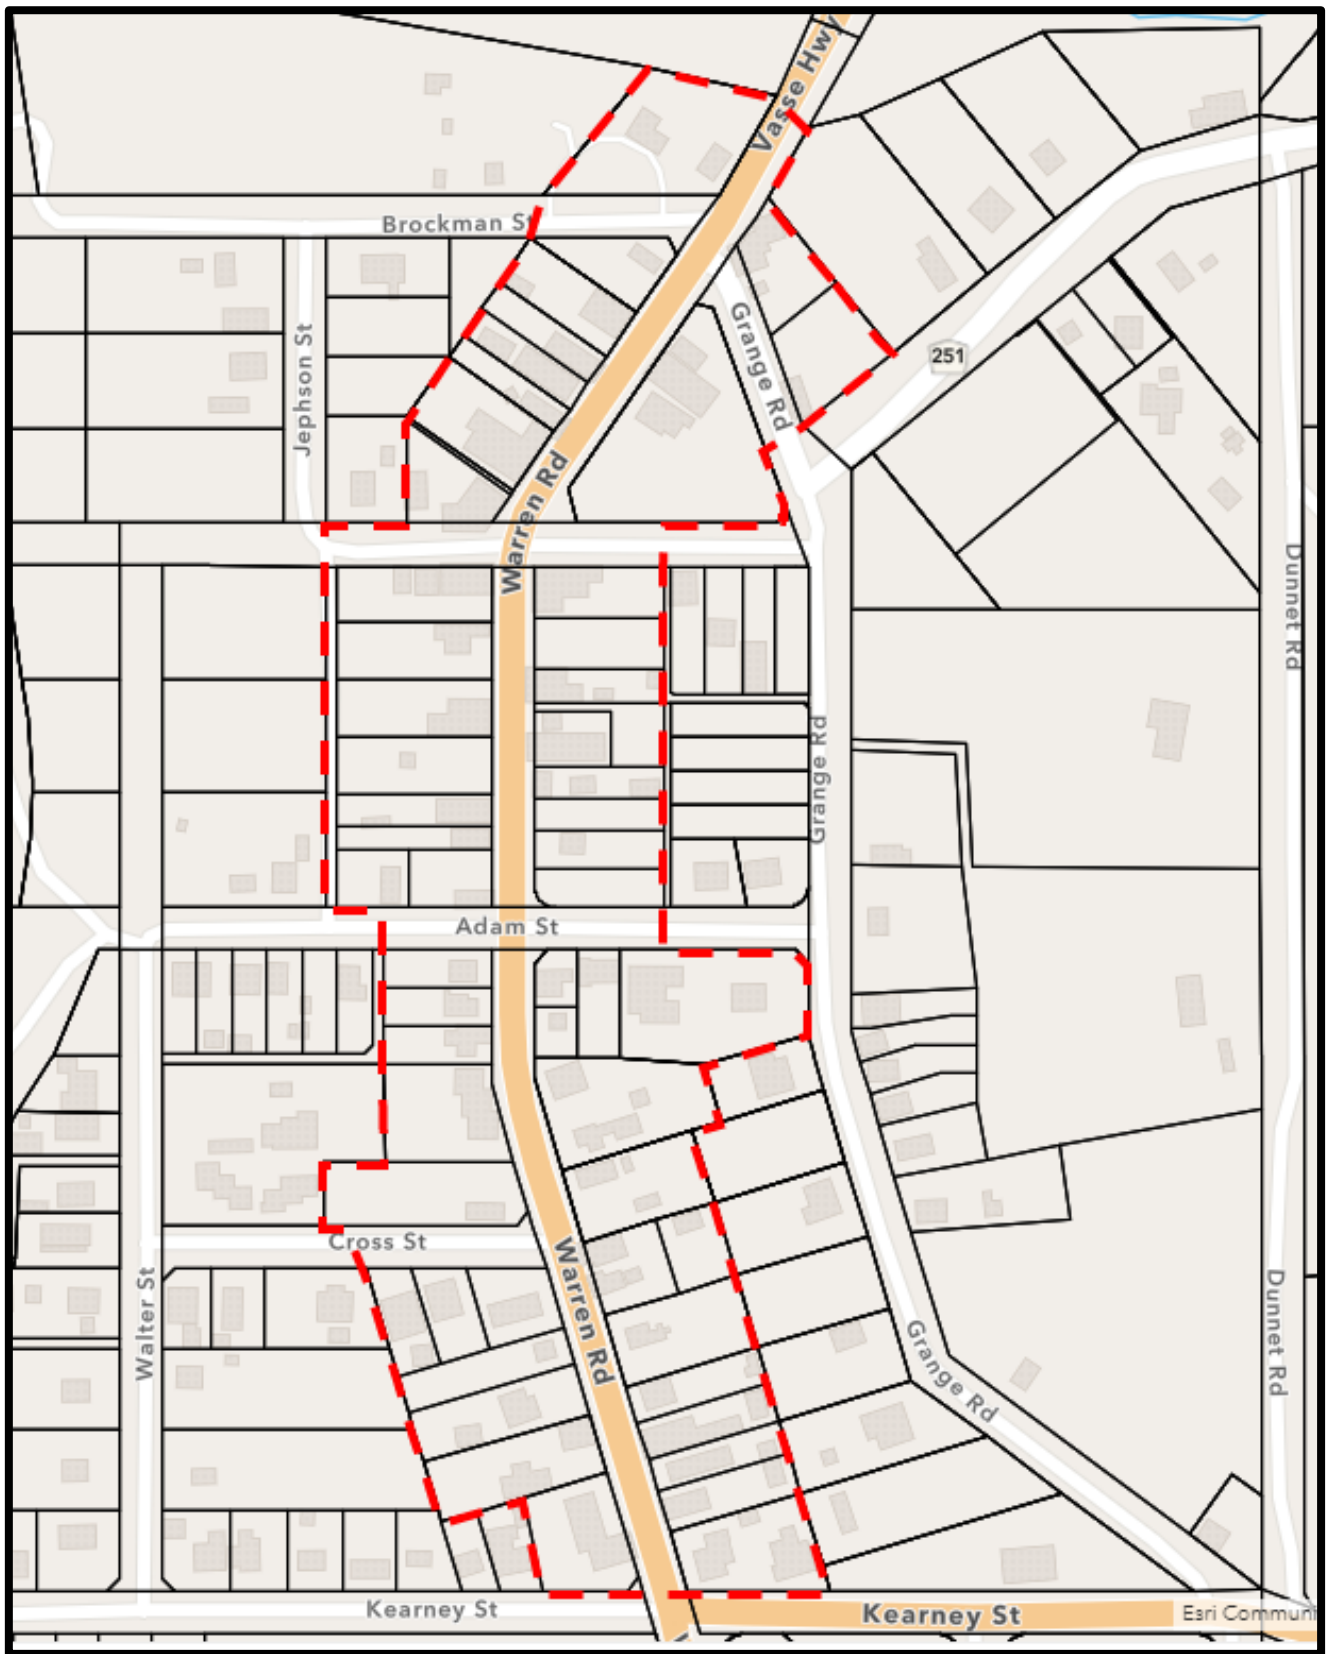 Vasse Hwy
Brockman St
Grange Rd
Jephson St
251
Warren Rd
Dunnet Rd
Grange Rd
Adam St
Cross St
Warren Rd
Walter St
Grange Rd
Dunnet Rd
Kearney St
Kearney St
Esri Communi